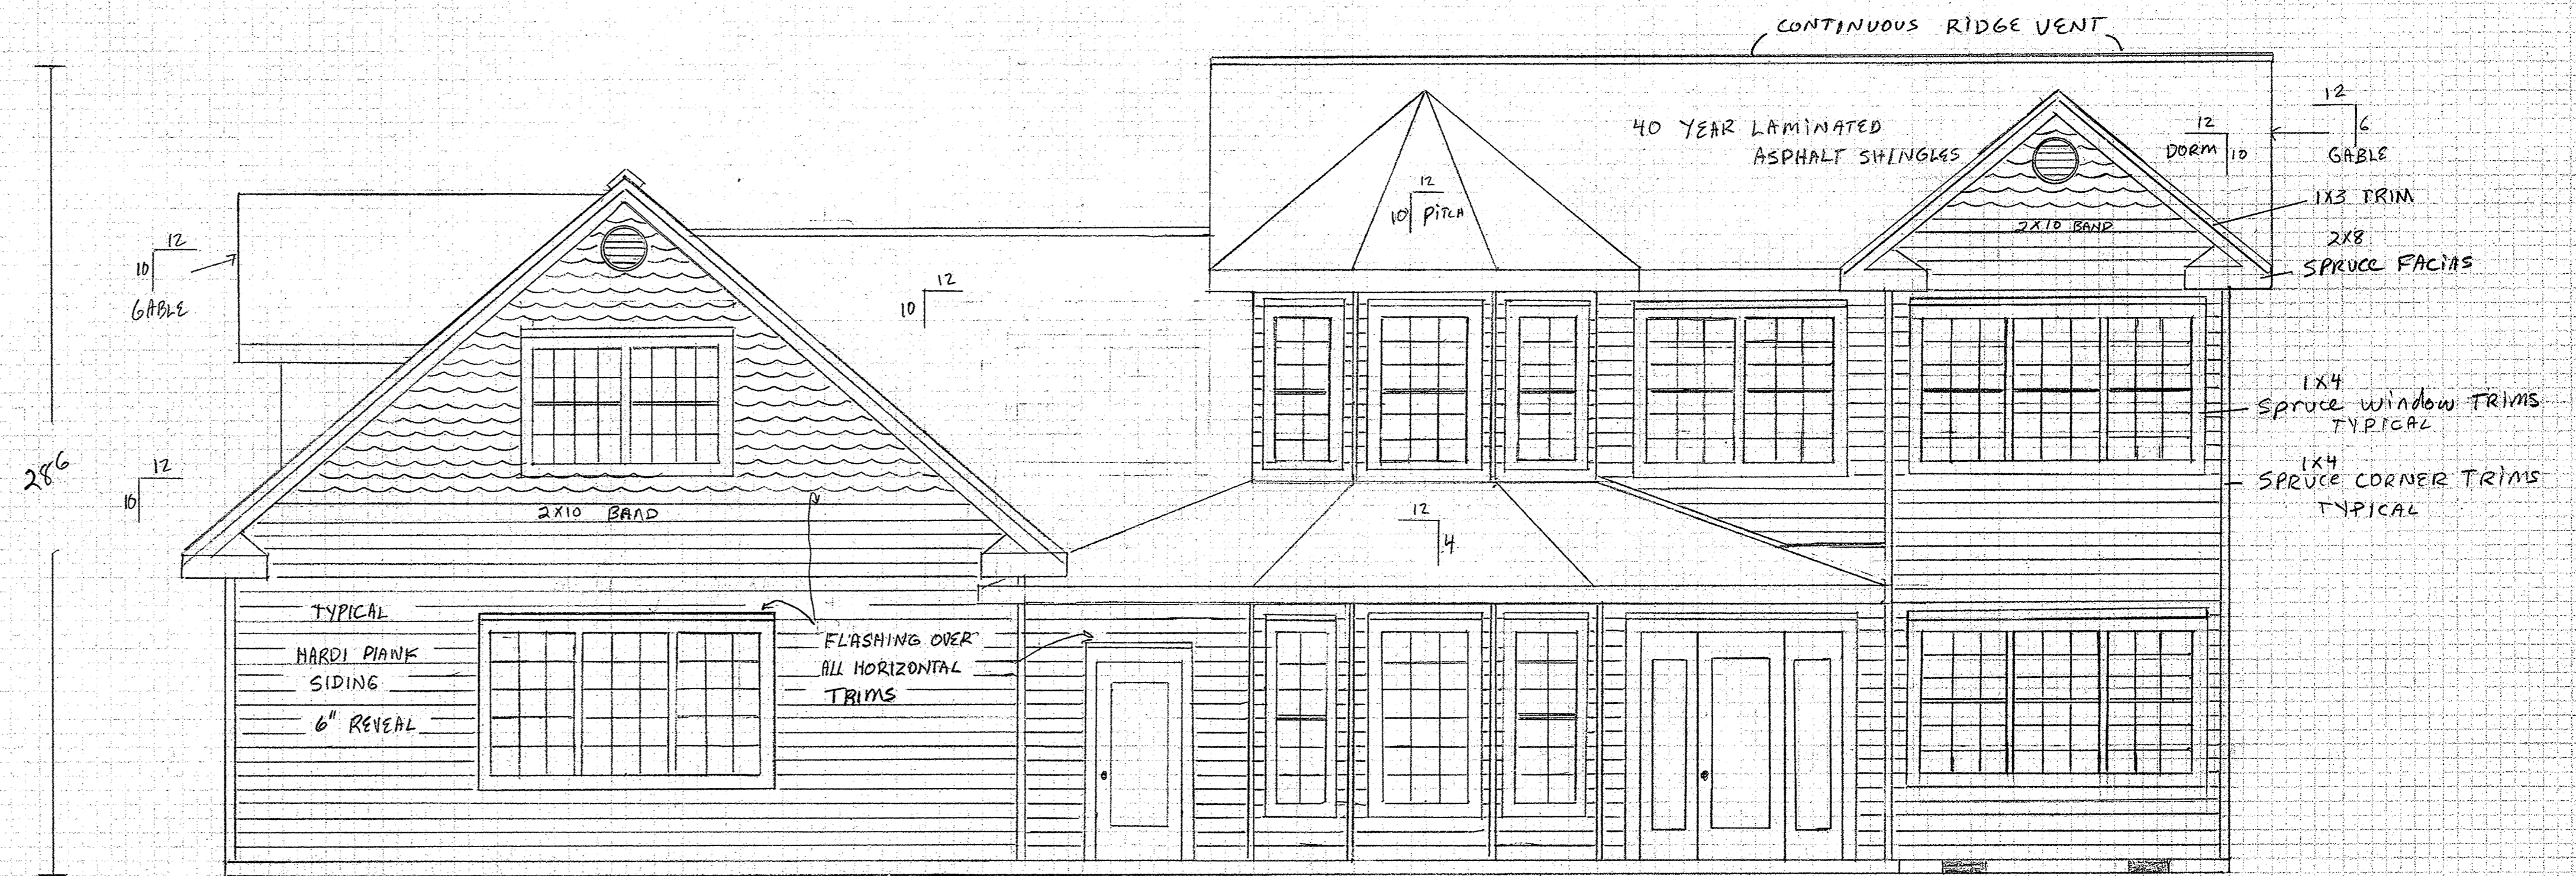 CONTINUOUS RIDGE VENT
12
6
GABLE
12
DORM 10
40 YEAR LAMINATED
ASPHALT SHINGLES
12
10 PITCH
1X3 TRIM
2X10 BAND
2X8
SPRUCE FACIAS
12
10
GABLE
12
10
1X4
Spruce window TRIMS
TYPICAL
28⁶
12
10
1X4
SPRUCE CORNER TRIMS
TYPICAL
2X10 BAND
12
4
TYPICAL
HARDI PLANK
SIDING
6" REVEAL
FLASHING OVER
ALL HORIZONTAL
TRIMS